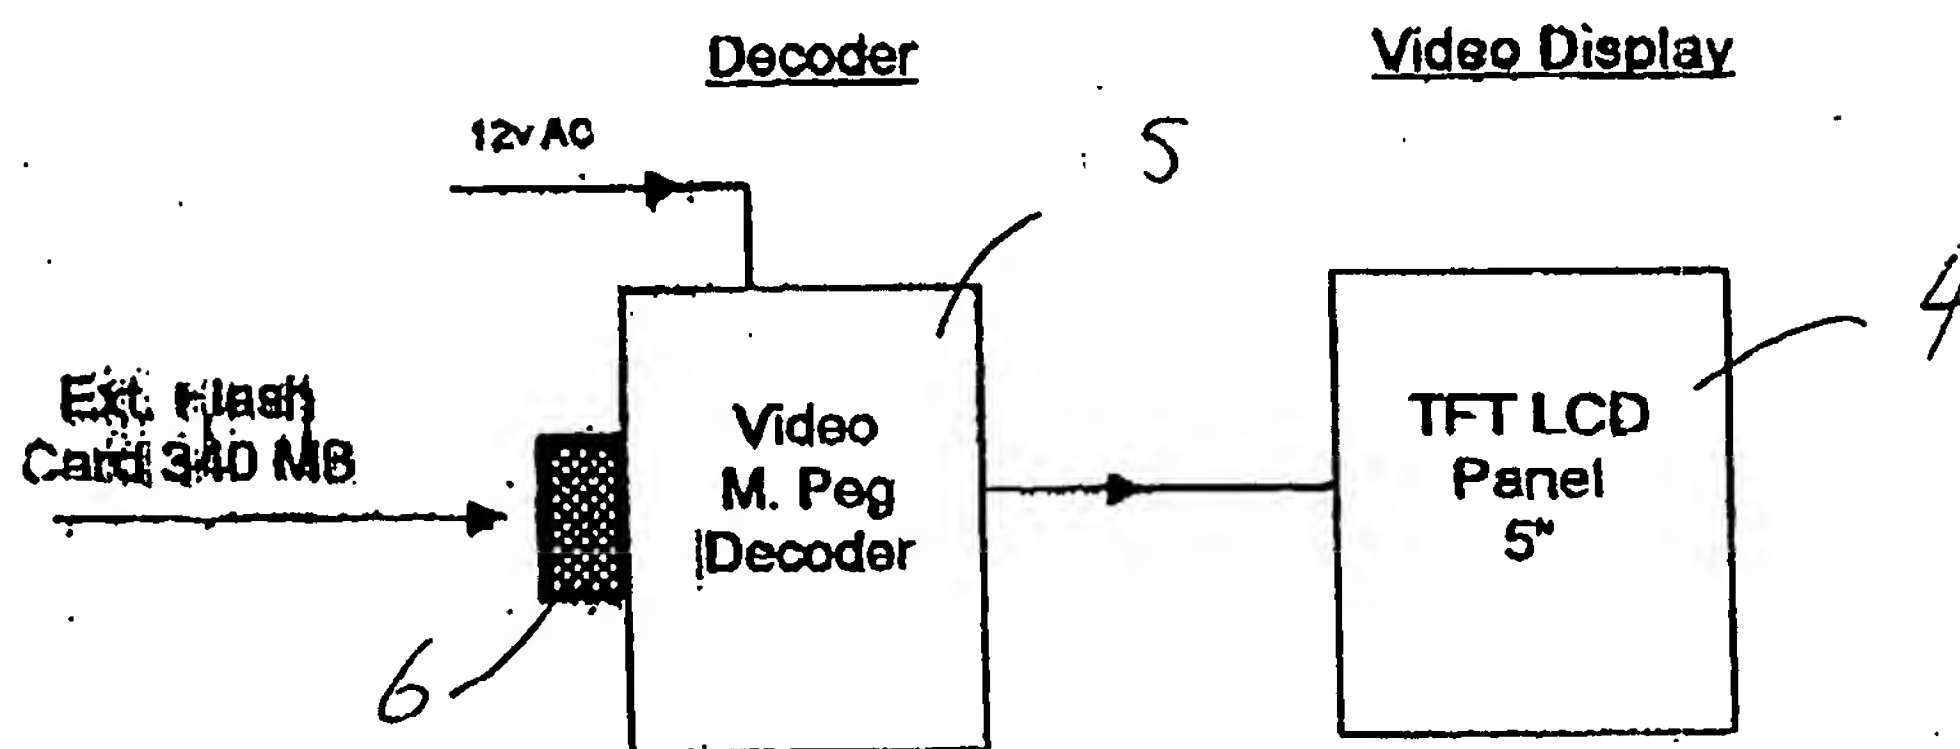 Decoder
Video Display
12v AC
5
4
Ext. Flash
Card 340 MB
Video
M. Peg
Decoder
TFT LCD
Panel
5"
6